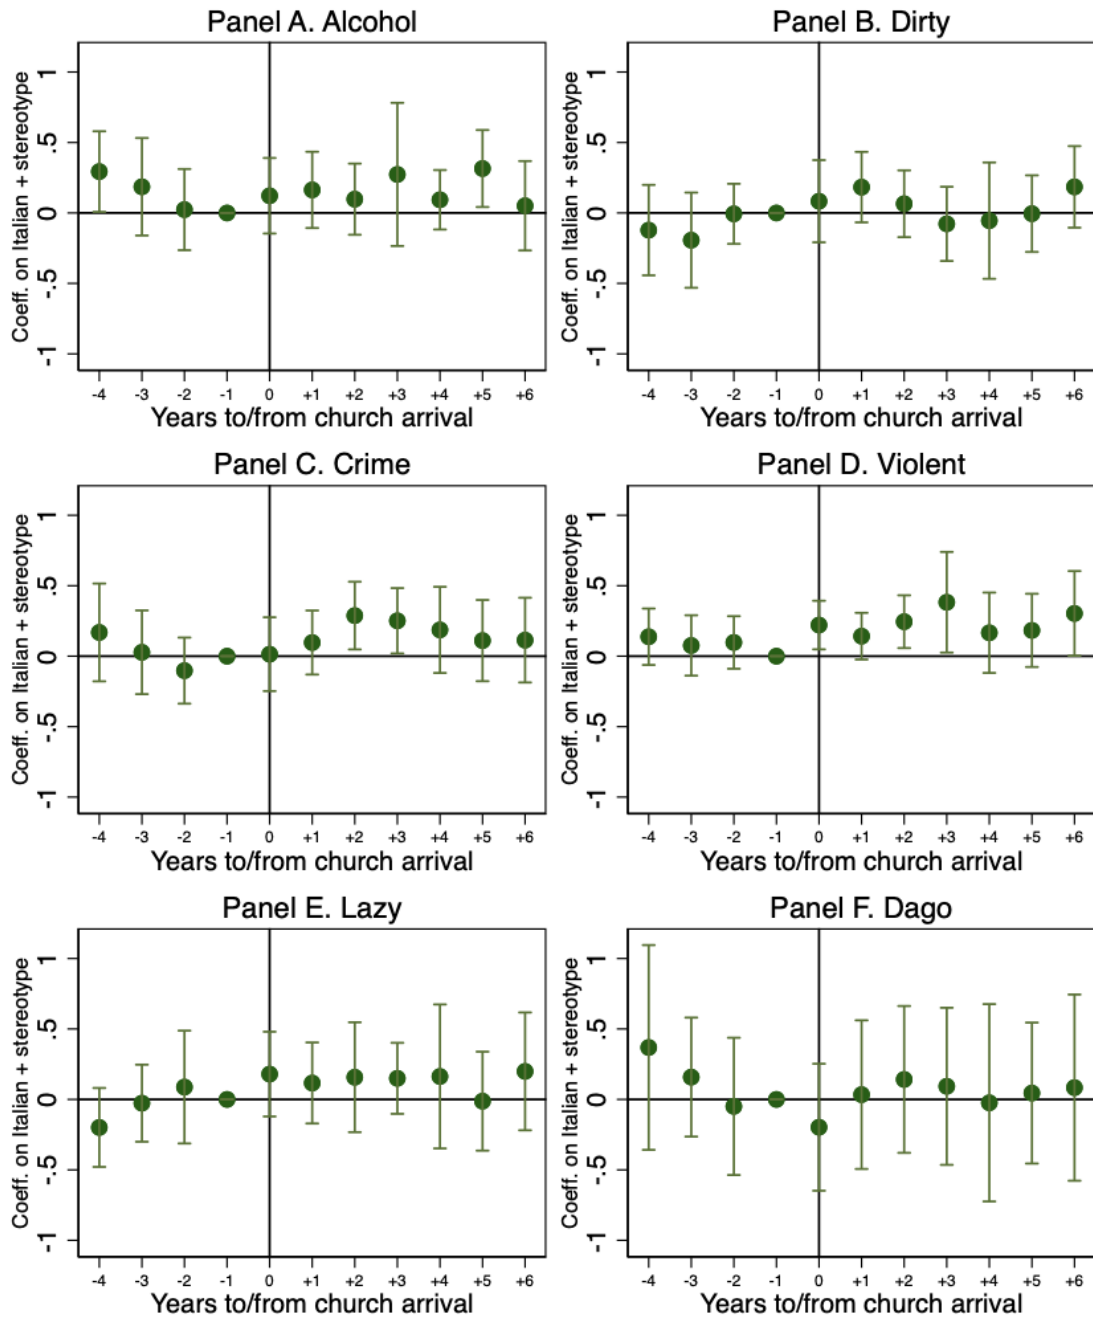 Panel A. Alcohol
Coeff. on Italian + stereotype
1
.5
0
-.5
-1
-4 -3 -2 -1 0 +1 +2 +3 +4 +5 +6
Years to/from church arrival
Panel B. Dirty
Coeff. on Italian + stereotype
1
.5
0
-.5
-1
-4 -3 -2 -1 0 +1 +2 +3 +4 +5 +6
Years to/from church arrival
Panel C. Crime
Coeff. on Italian + stereotype
1
.5
0
-.5
-1
-4 -3 -2 -1 0 +1 +2 +3 +4 +5 +6
Years to/from church arrival
Panel D. Violent
Coeff. on Italian + stereotype
1
.5
0
-.5
-1
-4 -3 -2 -1 0 +1 +2 +3 +4 +5 +6
Years to/from church arrival
Panel E. Lazy
Coeff. on Italian + stereotype
1
.5
0
-.5
-1
-4 -3 -2 -1 0 +1 +2 +3 +4 +5 +6
Years to/from church arrival
Panel F. Dago
Coeff. on Italian + stereotype
1
.5
0
-.5
-1
-4 -3 -2 -1 0 +1 +2 +3 +4 +5 +6
Years to/from church arrival